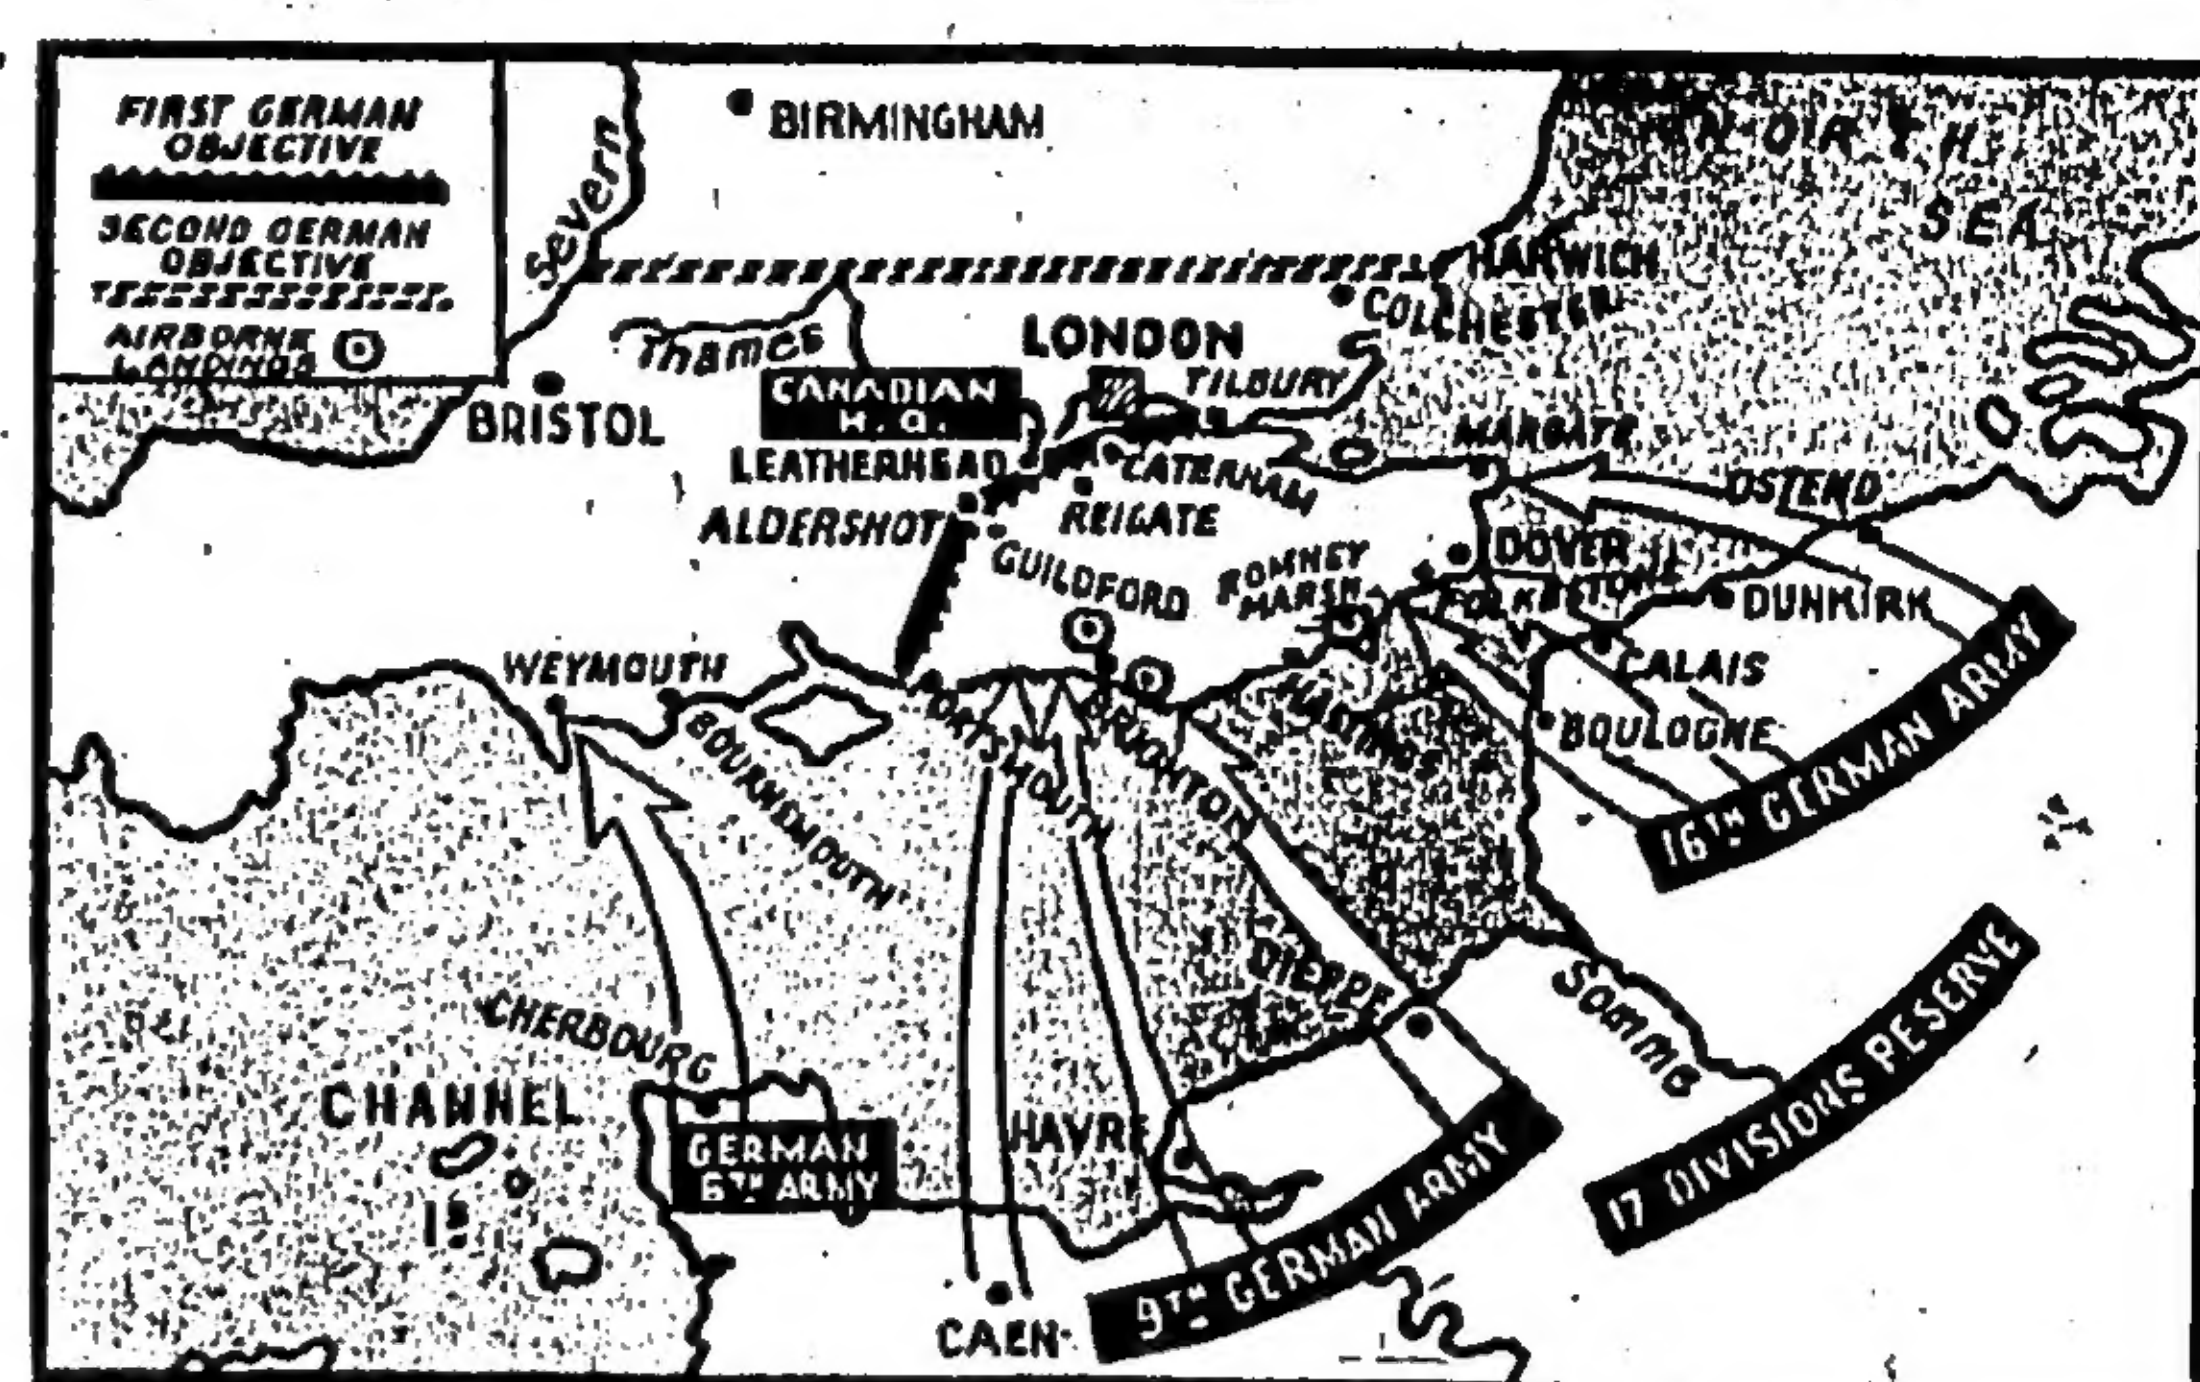 FIRST GERMAN
OBJECTIVE
SECOND GERMAN
OBJECTIVE
AIRBORNE
LANDINGS
Severn
BIRMINGHAM
NORTH
SEA
HARWICH
COLCHESTER
Thames
LONDON
TILBURY
CANADIAN
H.Q.
BRISTOL
LEATHERHEAD
CATERHAM
MARGATE
OSTEND
ALDERSHOT
REIGATE
GUILDFORD
ROMNEY
MARSH
DOVER
FOLKESTONE
DUNKIRK
CALAIS
BOULOGNE
16TH GERMAN ARMY
WEYMOUTH
BOURNEMOUTH
PORTSMOUTH
BRIGHTON
HASTINGS
DIEPPE
Somme
17 DIVISIONS RESERVE
CHERBOURG
CHANNEL
IS
GERMAN
6TH ARMY
HAVRE
9TH GERMAN ARMY
CAEN